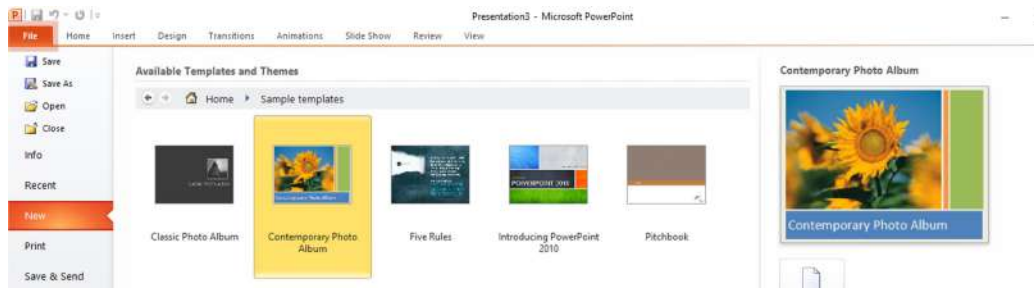 Presentation3 - Microsoft PowerPoint
File Home Insert Design Transitions Animations Slide Show Review View
Save
Save As
Open
Close
Info
Recent
New
Print
Save & Send
Available Templates and Themes
Home Sample templates
POWERPOINT 2010
Classic Photo Album
Contemporary Photo
Album
Five Rules
Introducing PowerPoint
2010
Pitchbook
Contemporary Photo Album
Contemporary Photo Album